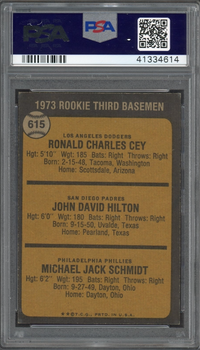 PSA
41334614
1973 ROOKIE THIRD BASEMEN
615
LOS ANGELES DODGERS
RONALD CHARLES CEY
Hgt: 5'10" Wgt: 185 Bats: Right Throws: Right
Born: 2-15-48, Tacoma, Washington
Home: Scottsdale, Arizona
SAN DIEGO PADRES
JOHN DAVID HILTON
Hgt: 6'0" Wgt: 180 Bats: Right Throws: Right
Born: 9-15-50, Uvalde, Texas
Home: Pearland, Texas
PHILADELPHIA PHILLIES
MICHAEL JACK SCHMIDT
Hgt: 6'2" Wgt: 195 Bats: Right Throws: Right
Born: 9-27-49, Dayton, Ohio
Home: Dayton, Ohio
© T.C.G. PRTD. IN U.S.A.